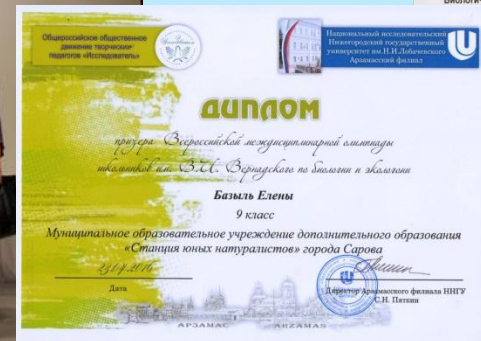 Биологи
Общероссийское общественное
движение творческих
педагогов «Исследователь»
Национальный исследовательский
Нижегородский государственный
университет им.Н.И.Лобачевского
Арзамасский филиал
ДИПЛОМ
призера Всероссийской междисциплинарной олимпиады
школьников им. В.И. Вернадского по биологии и экологии
Базыль Елены
9 класс
Муниципальное образовательное учреждение дополнительного образования
«Станция юных натуралистов» города Сарова
Дата
Директор Арзамасского филиала ННГУ
С.Н. Пяткин
АРЗАМАС ARZAMAS